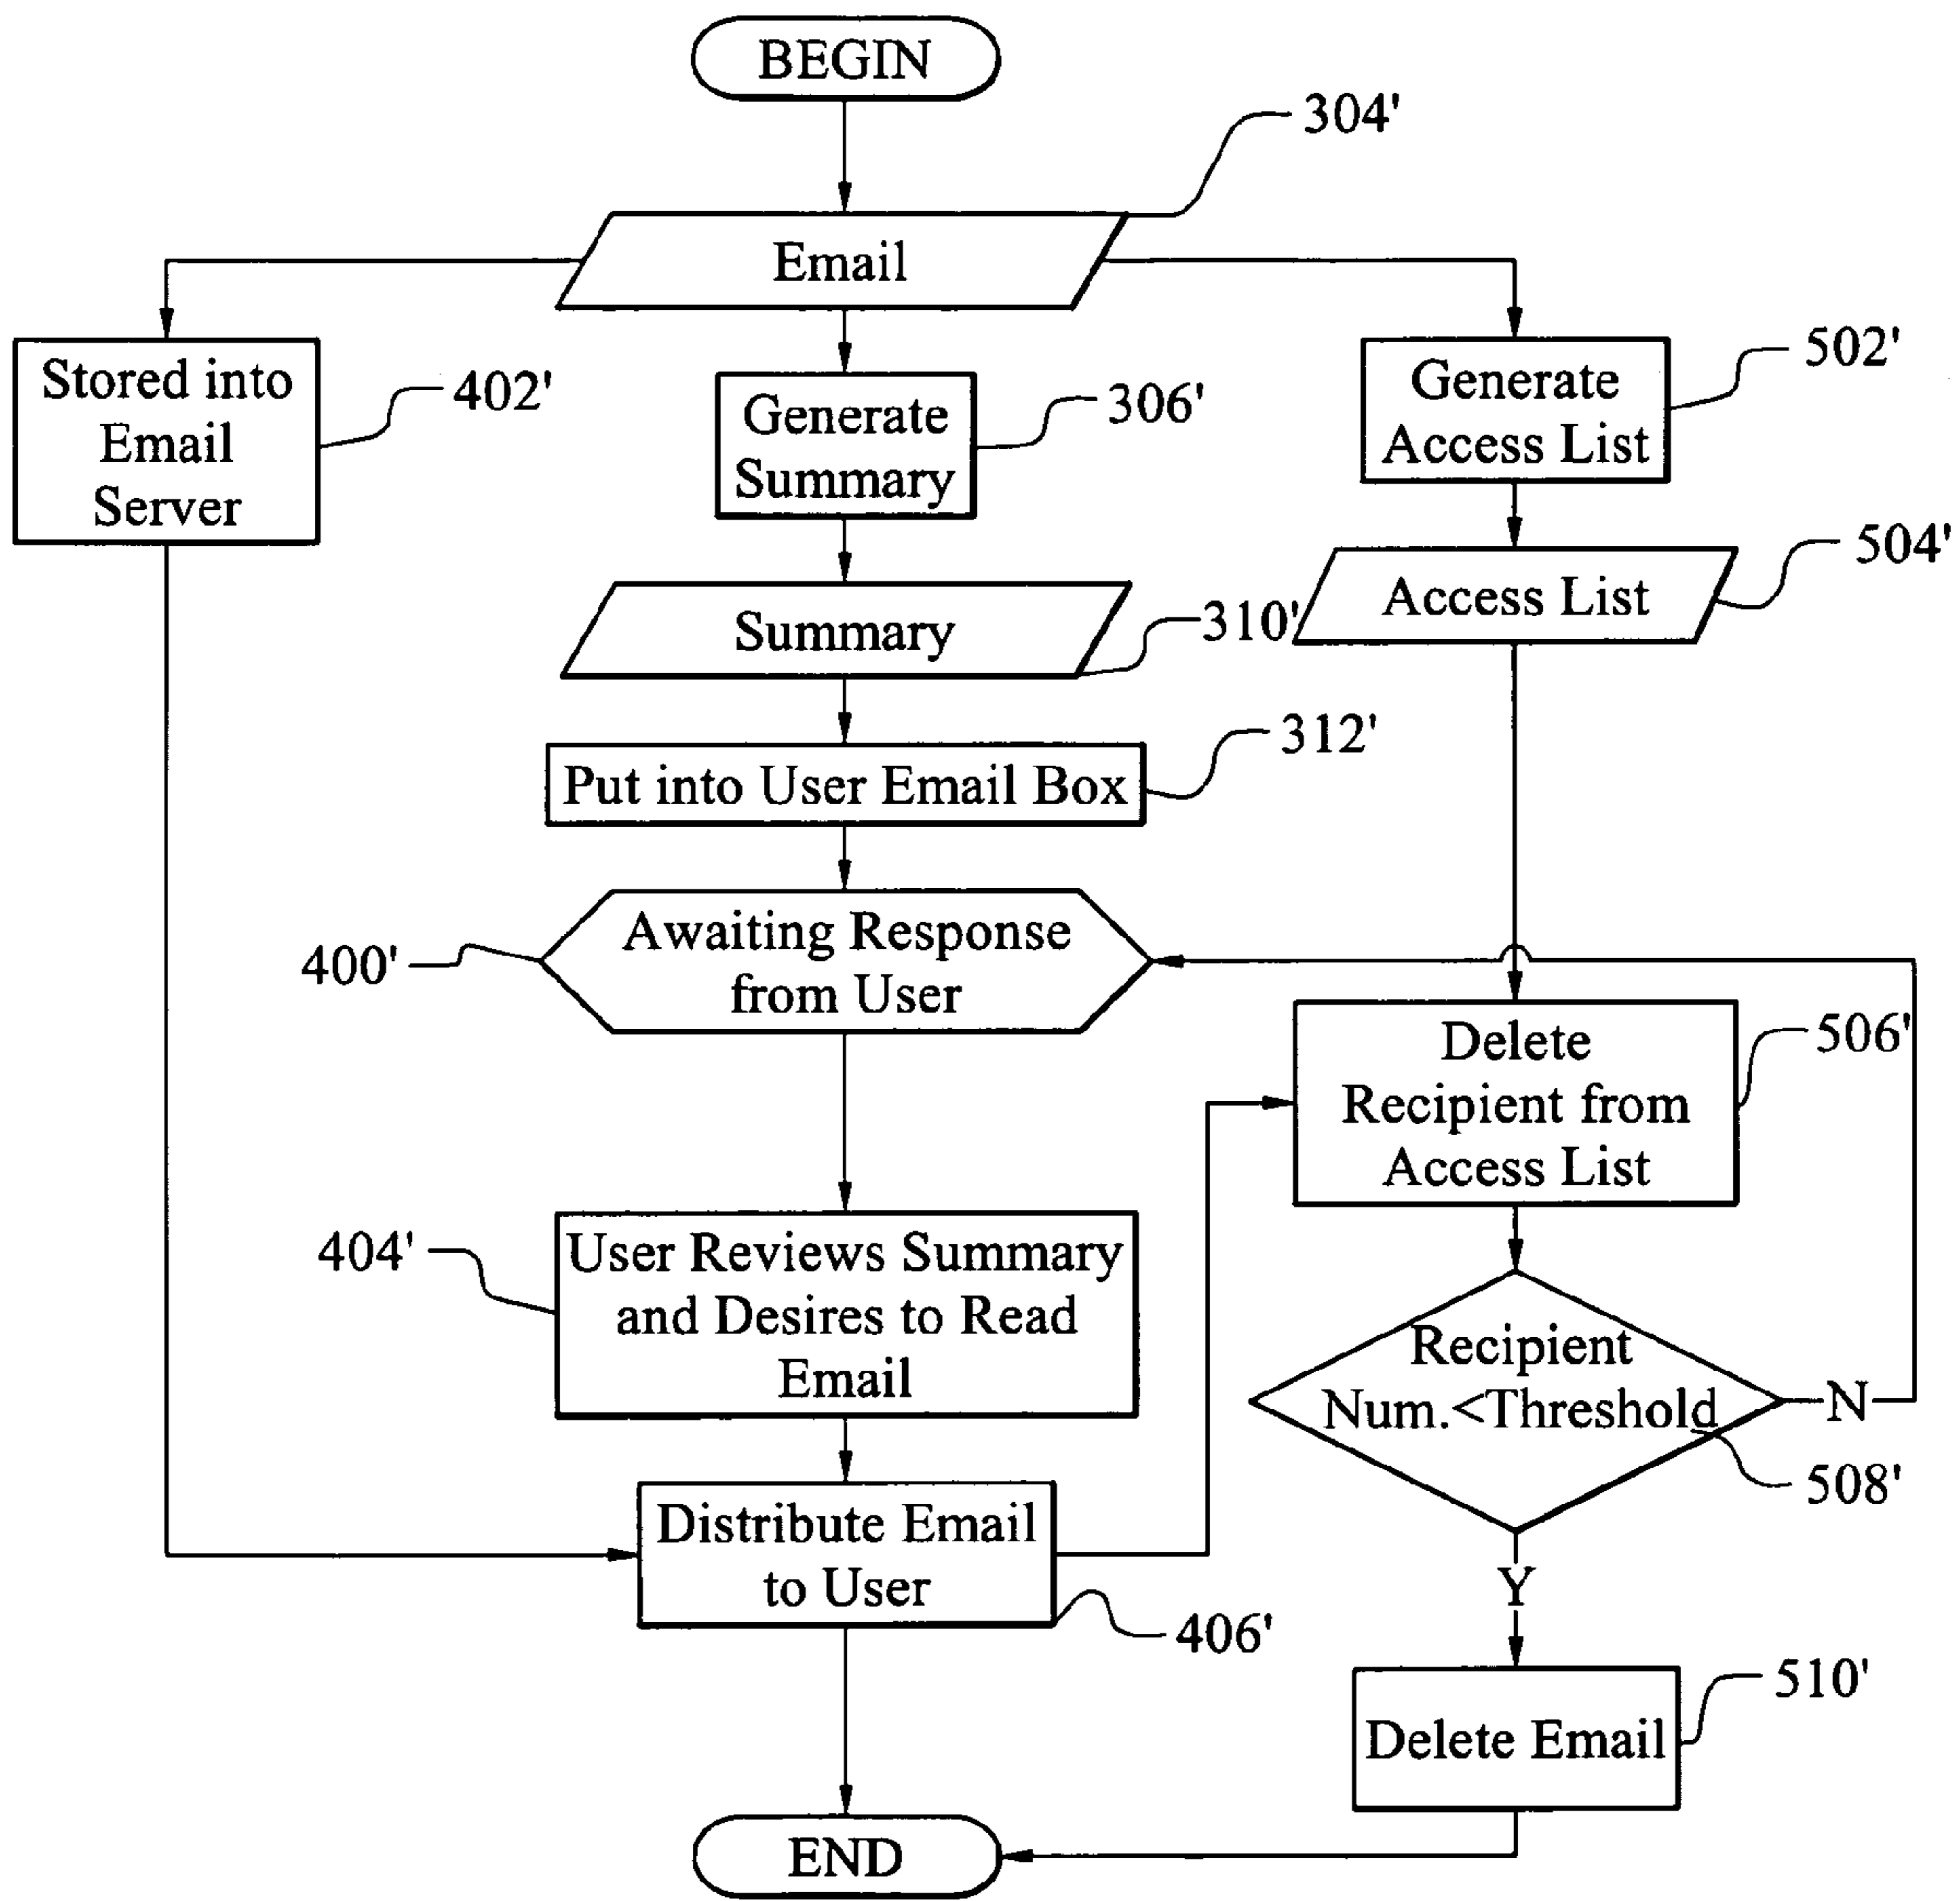 BEGIN
304'
Email
Stored into
Email
Server
402'
Generate
Summary
306'
Generate
Access List
502'
Access List
504'
Summary
310'
Put into User Email Box
312'
Awaiting Response
from User
400'
Delete
Recipient from
Access List
506'
User Reviews Summary
and Desires to Read
Email
404'
Recipient
Num.<Threshold
N
508'
Distribute Email
to User
406'
Y
Delete Email
510'
END